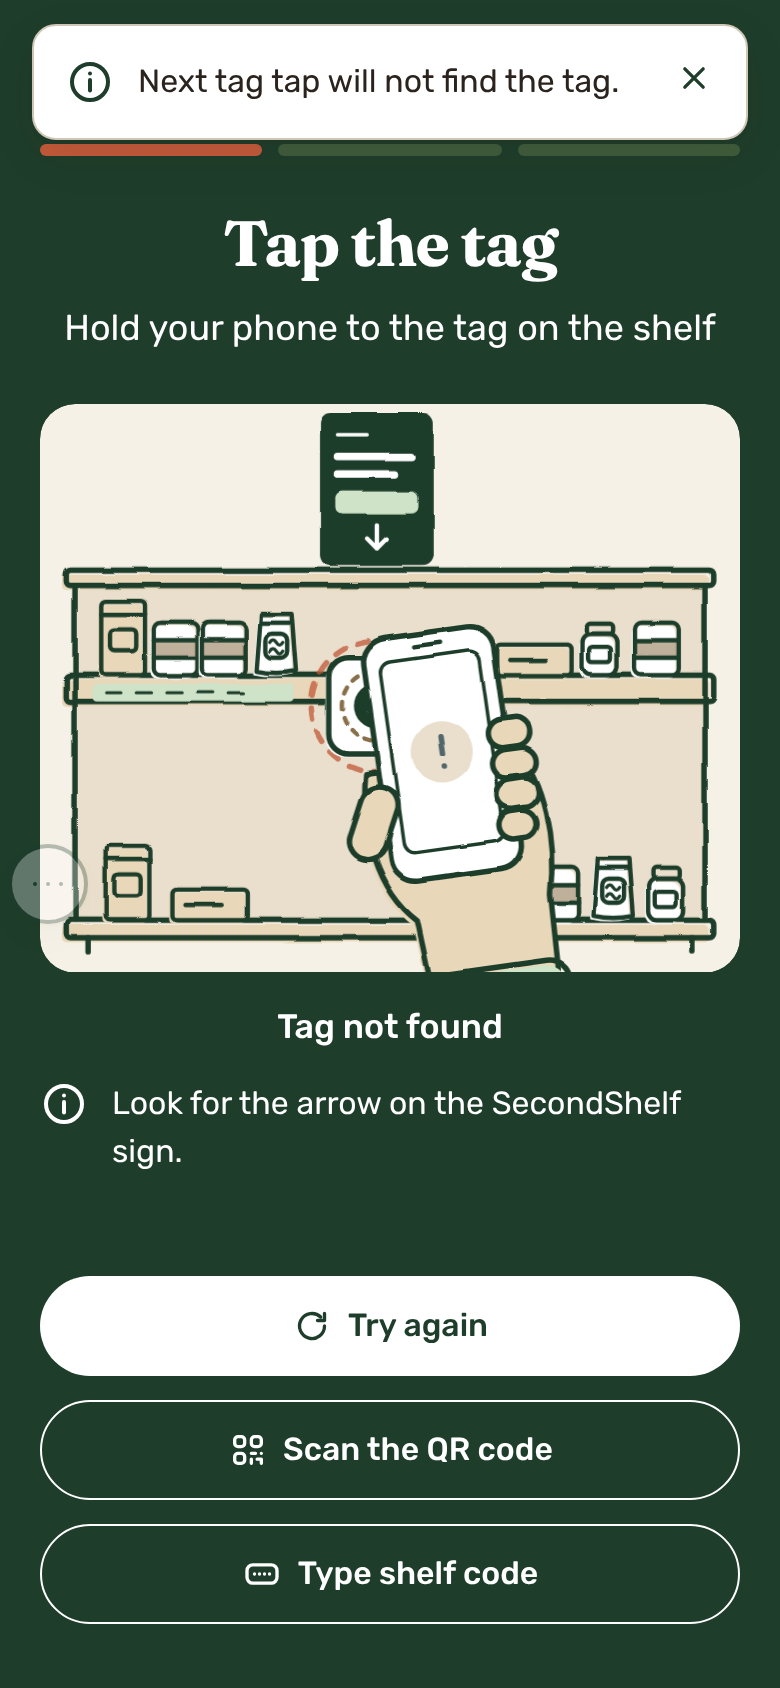 Next tag tap will not find the tag.
Tap the tag
Hold your phone to the tag on the shelf
Tag not found
Look for the arrow on the SecondShelf
sign.
Try again
Scan the QR code
Type shelf code